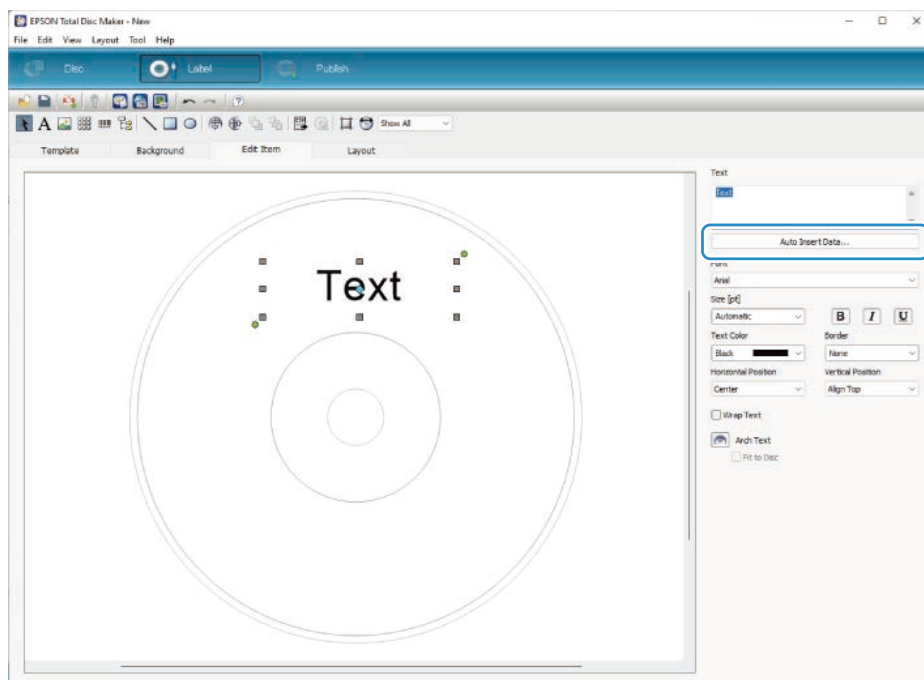 EPSON Total Disc Maker - New
File Edit View Layout Tool Help
Disc Label Publish
Show All
Template Background Edit Item Layout
Text
Text
Auto Insert Data...
Font
Arial
Size [pt]
Automatic B I U
Text Color Border
Black None
Horizontal Position Vertical Position
Center Align Top
Wrap Text
Arch Text
Fit to Disc
Text